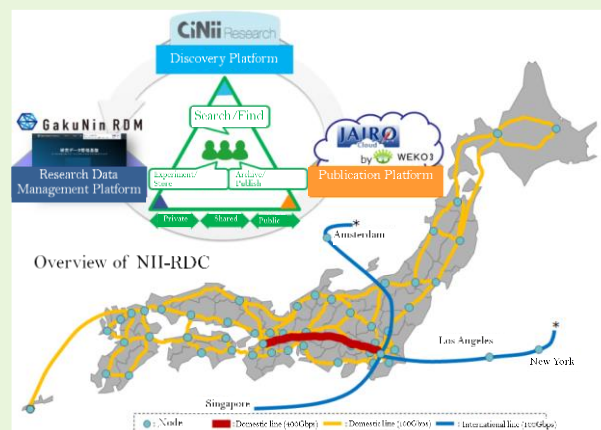 CiNii Research
Discovery Platform
GakuNin RDM
Research Data
Management Platform
Search/Find
Experiment/
Store
Archive/
Publish
Private
Shared
Public
JAIRO
Cloud
by WEKO3
Publication Platform
Overview of NII-RDC
*
Amsterdam
Los Angeles
*
New York
Singapore
: Node
: Domestic line (400Gbps)
: Domestic line (100Gbps)
: International line (100Gbps)